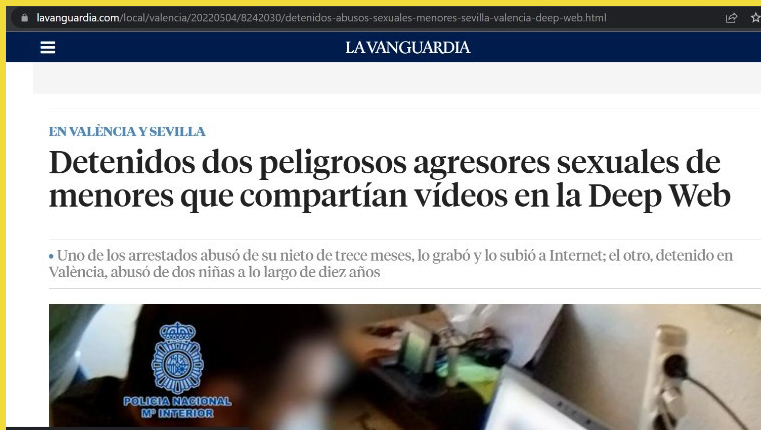 lavanguardia.com/local/valencia/20220504/8242030/detenidos-abusos-sexuales-menores-sevilla-valencia-deep-web.html
LA VANGUARDIA
EN VALÈNCIA Y SEVILLA
Detenidos dos peligrosos agresores sexuales de
menores que compartían vídeos en la Deep Web
• Uno de los arrestados abusó de su nieto de trece meses, lo grabó y lo subió a Internet; el otro, detenido en
València, abusó de dos niñas a lo largo de diez años
POLICIA NACIONAL
Mº INTERIOR